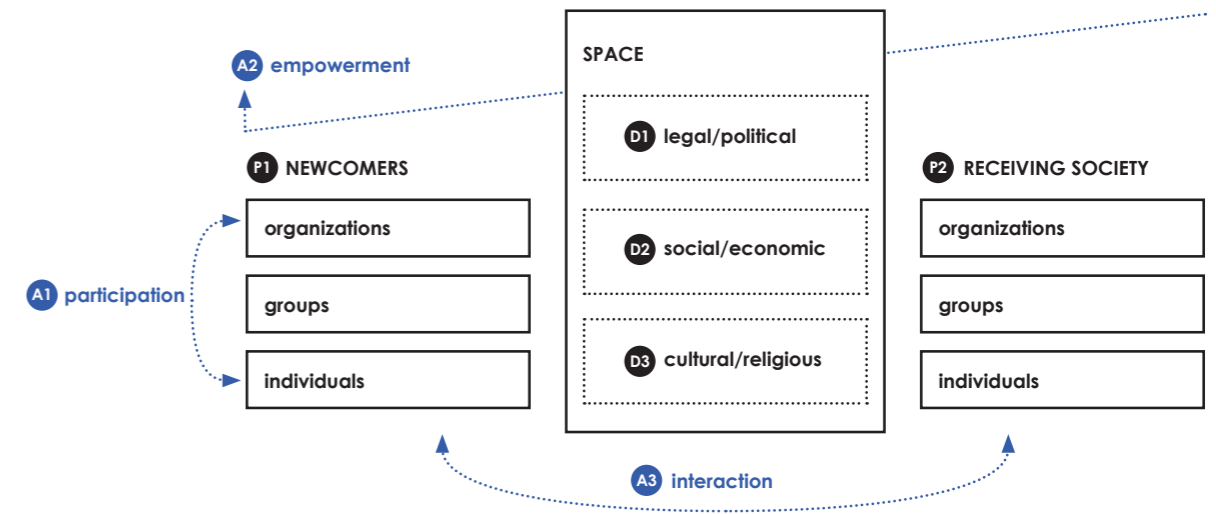 SPACE
A2 empowerment
D1 legal/political
P1 NEWCOMERS
P2 RECEIVING SOCIETY
organizations
organizations
D2 social/economic
A1 participation
groups
groups
D3 cultural/religious
individuals
individuals
A3 interaction